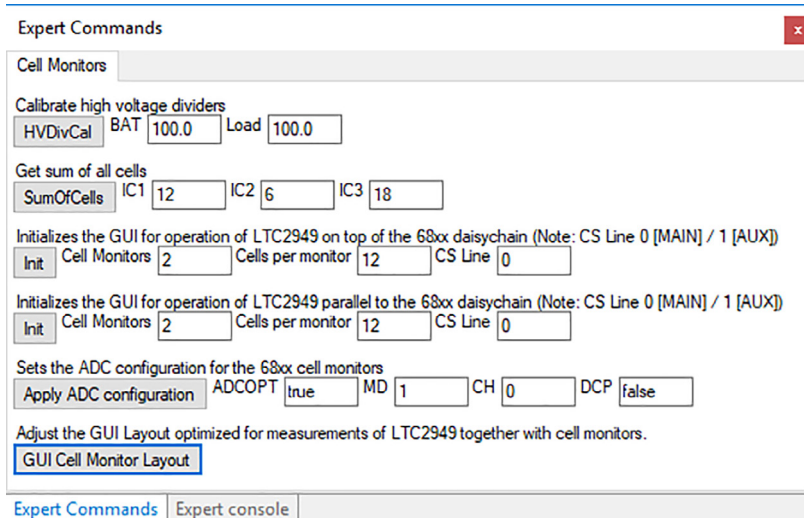 Expert Commands
x
Cell Monitors
Calibrate high voltage dividers
HVDivCal BAT 100.0 Load 100.0
Get sum of all cells
SumOfCells IC1 12 IC2 6 IC3 18
Initializes the GUI for operation of LTC2949 on top of the 68xx daisychain (Note: CS Line 0 [MAIN] / 1 [AUX])
Init Cell Monitors 2 Cells per monitor 12 CS Line 0
Initializes the GUI for operation of LTC2949 parallel to the 68xx daisychain (Note: CS Line 0 [MAIN] / 1 [AUX])
Init Cell Monitors 2 Cells per monitor 12 CS Line 0
Sets the ADC configuration for the 68xx cell monitors
Apply ADC configuration ADCOPT true MD 1 CH 0 DCP false
Adjust the GUI Layout optimized for measurements of LTC2949 together with cell monitors.
GUI Cell Monitor Layout
Expert Commands Expert console